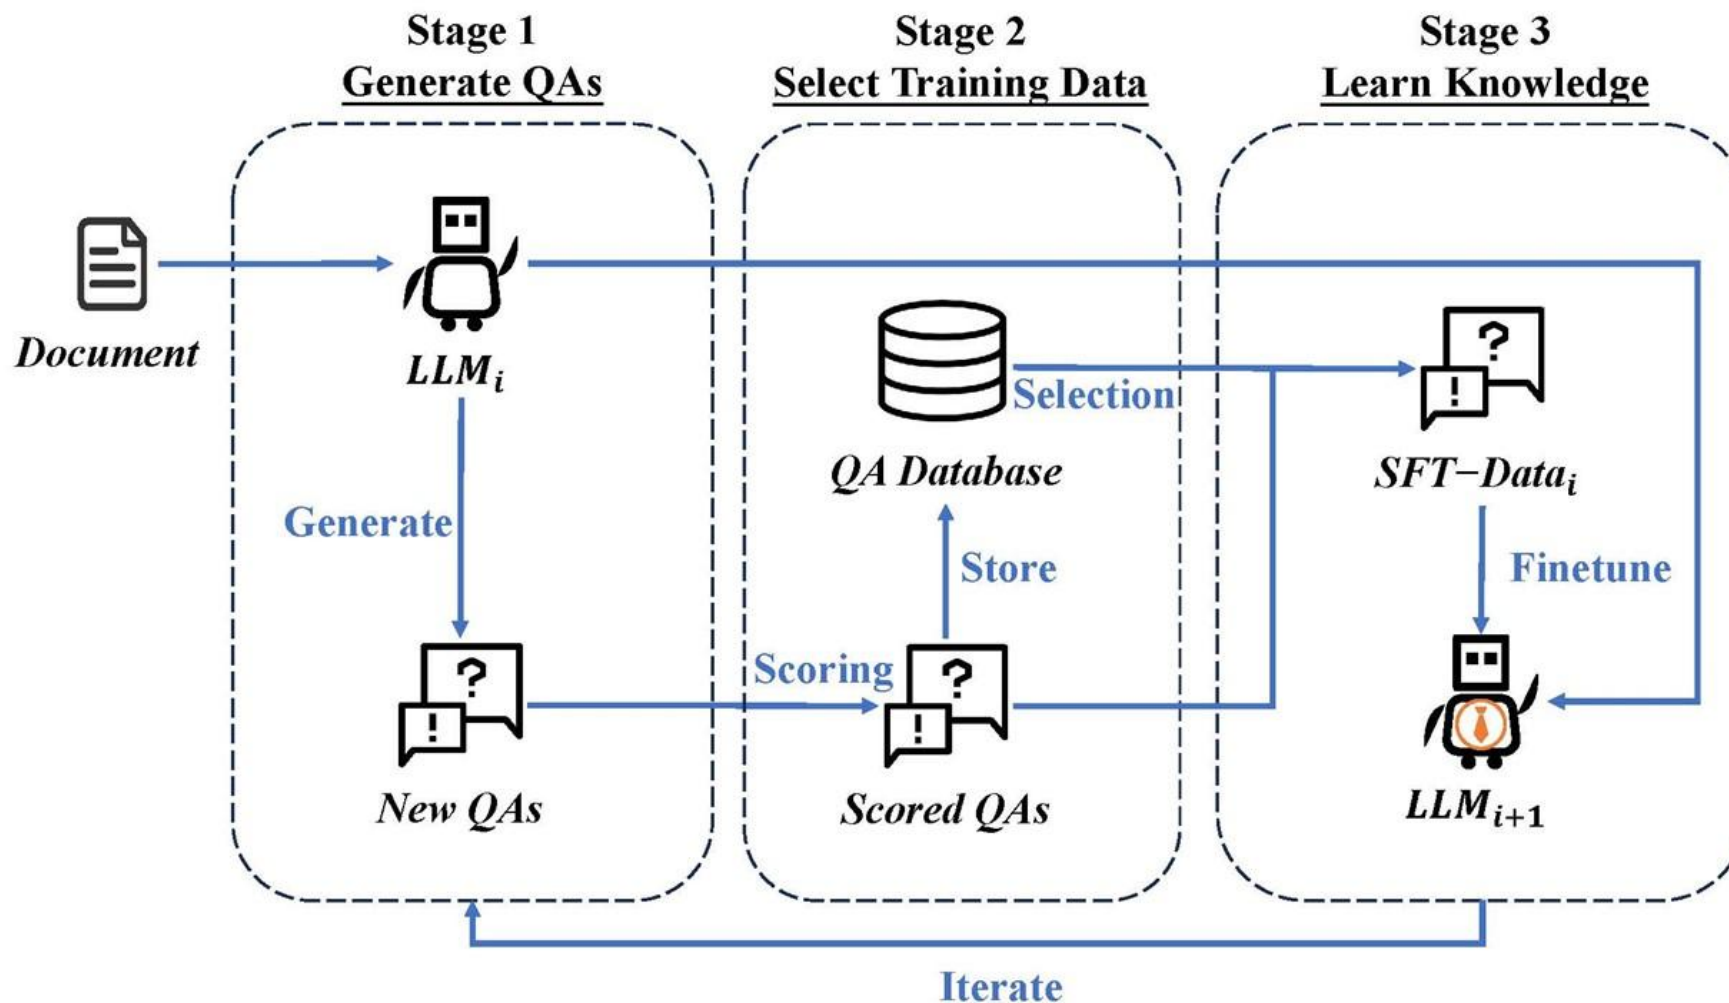 Stage 1
Generate QAs
Stage 2
Select Training Data
Stage 3
Learn Knowledge
Document
LLM_i
Generate
New QAs
Scoring
QA Database
Selection
Store
Scored QAs
SFT−Data_i
Finetune
LLM_{i+1}
Iterate